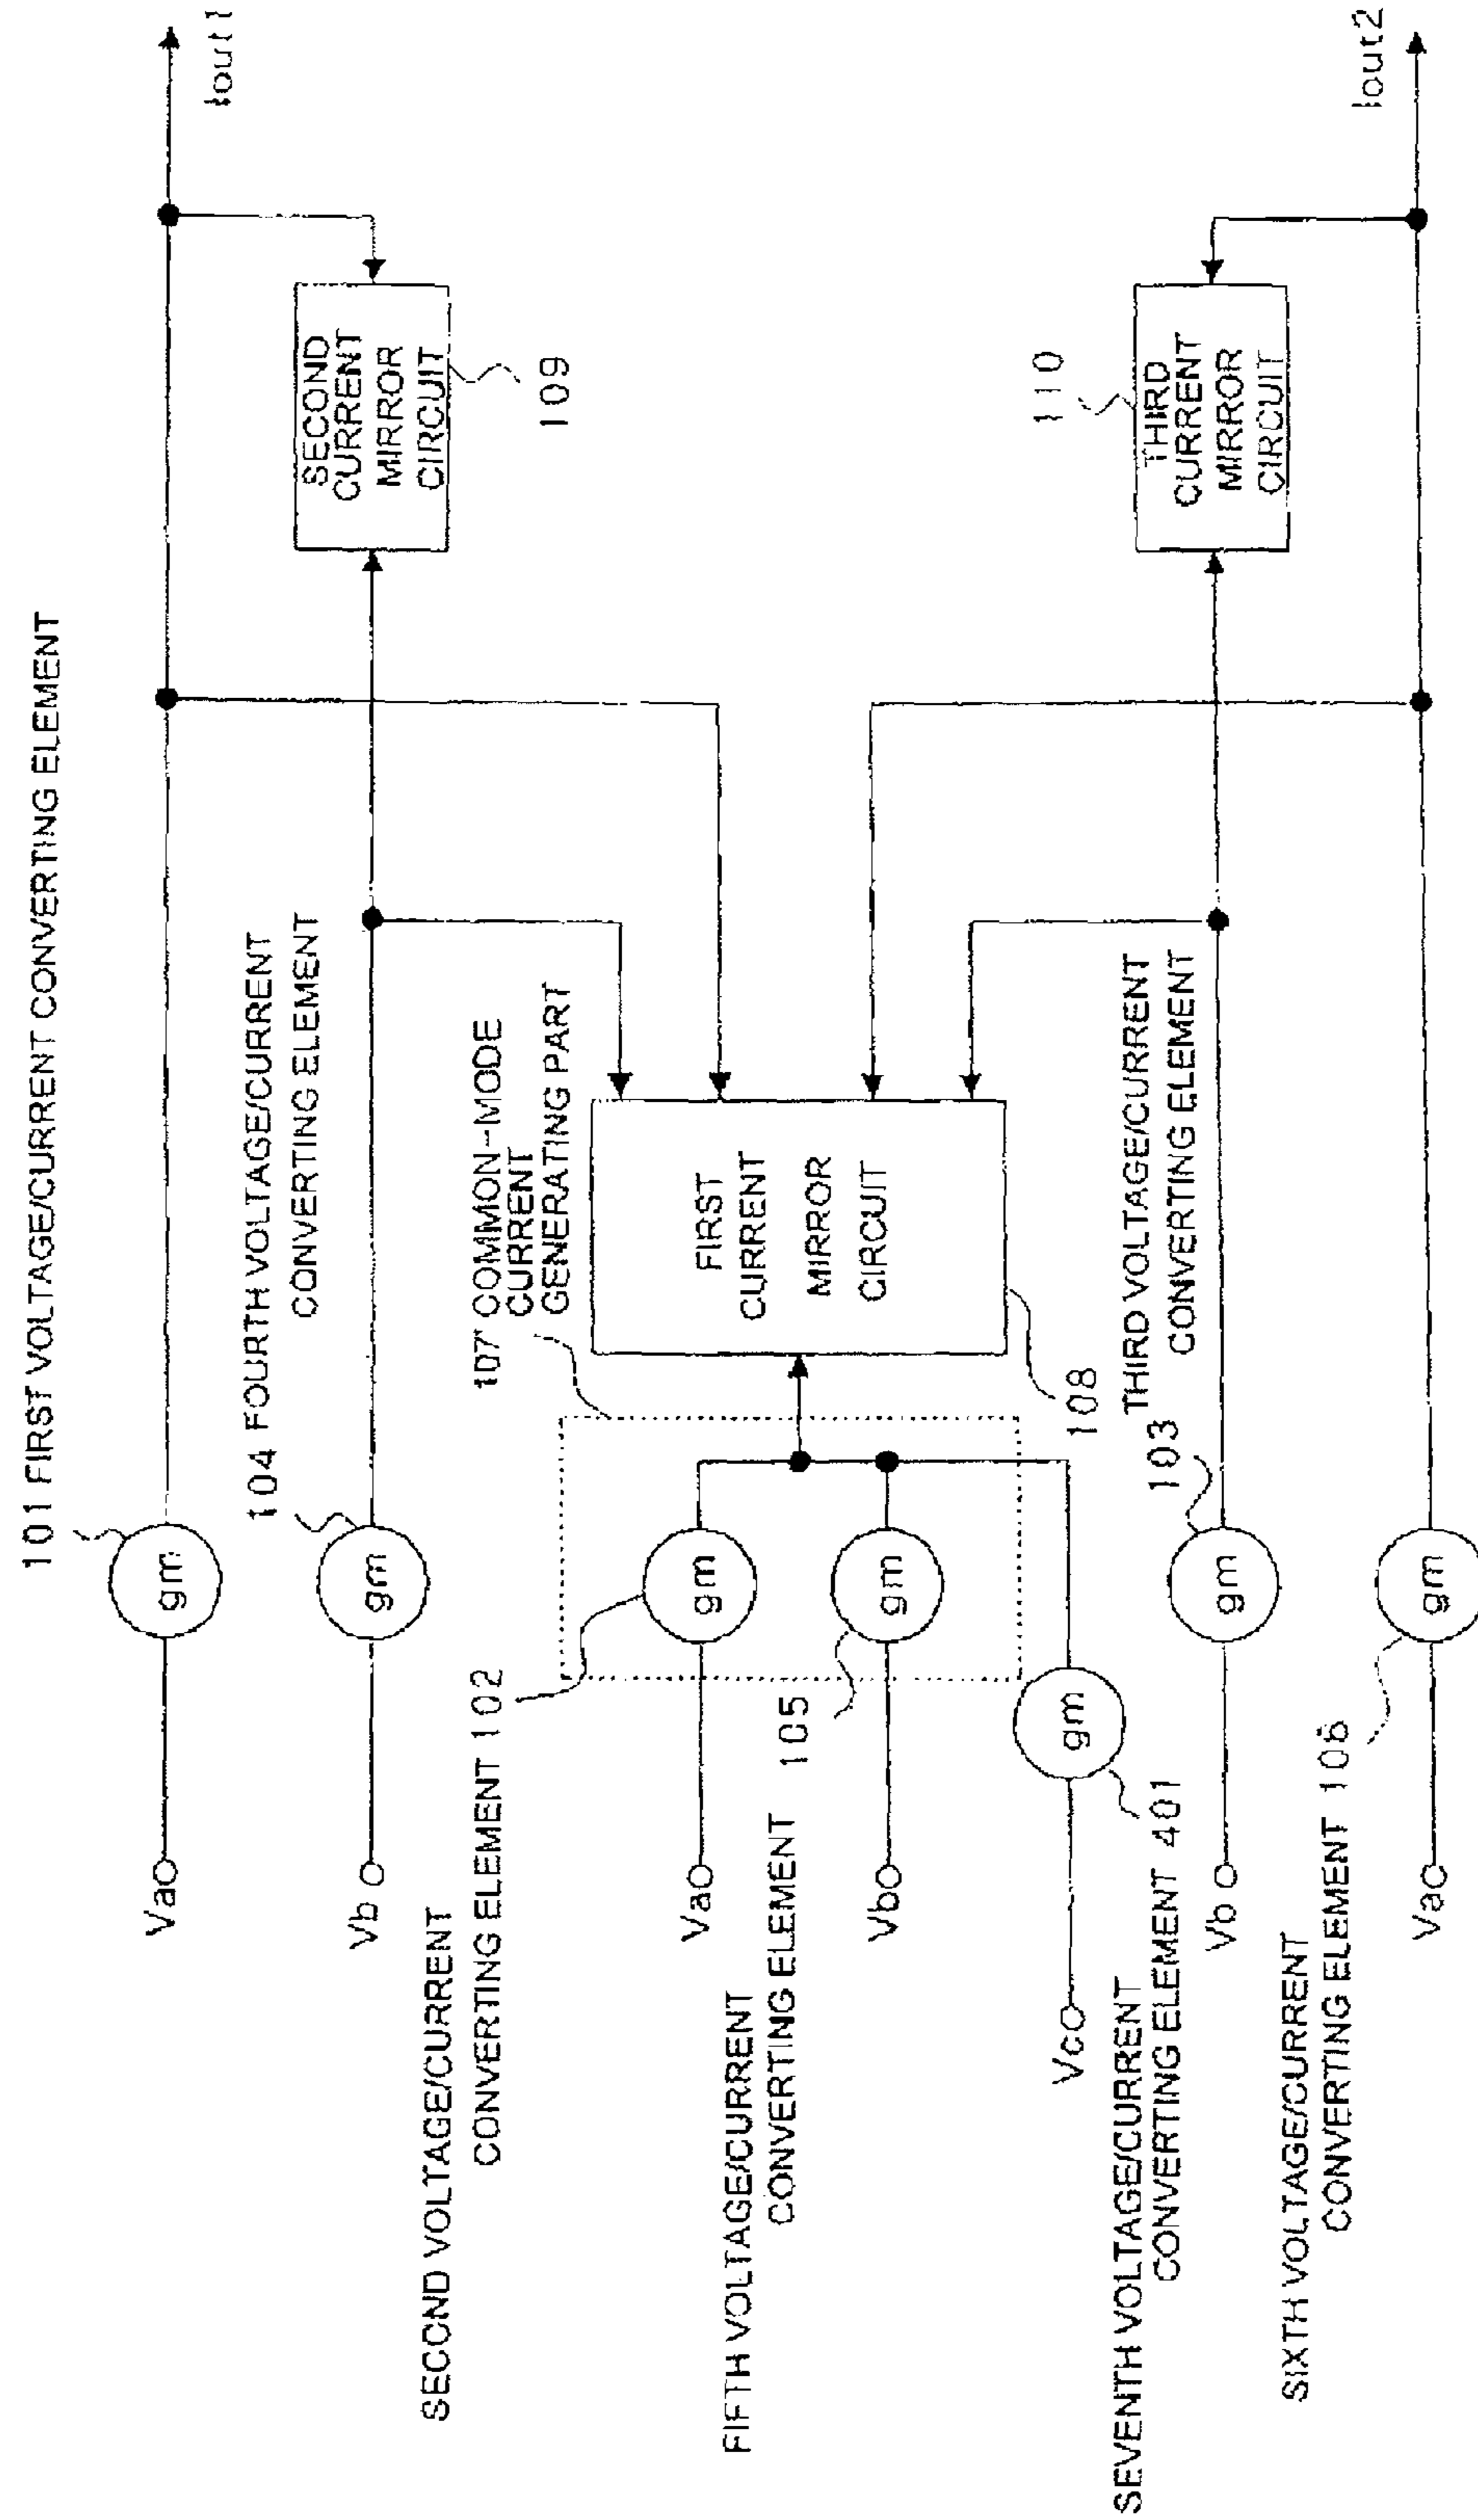 101 FIRST VOLTAGE/CURRENT CONVERTING ELEMENT
Va
gm
Iout1
104 FOURTH VOLTAGE/CURRENT
CONVERTING ELEMENT
Vb
gm
SECOND
CURRENT
MIRROR
CIRCUIT
109
SECOND VOLTAGE/CURRENT
CONVERTING ELEMENT 102
107' COMMON-MODE
CURRENT
GENERATING PART
Va
gm
FIFTH VOLTAGE/CURRENT
CONVERTING ELEMENT 105
Vb
gm
FIRST
CURRENT
MIRROR
CIRCUIT
108
Vc
gm
SEVENTH VOLTAGE/CURRENT
CONVERTING ELEMENT 401
THIRD VOLTAGE/CURRENT
CONVERTING ELEMENT
103
Vb
gm
110
THIRD
CURRENT
MIRROR
CIRCUIT
SIXTH VOLTAGE/CURRENT
CONVERTING ELEMENT 106
Va
gm
Iout2